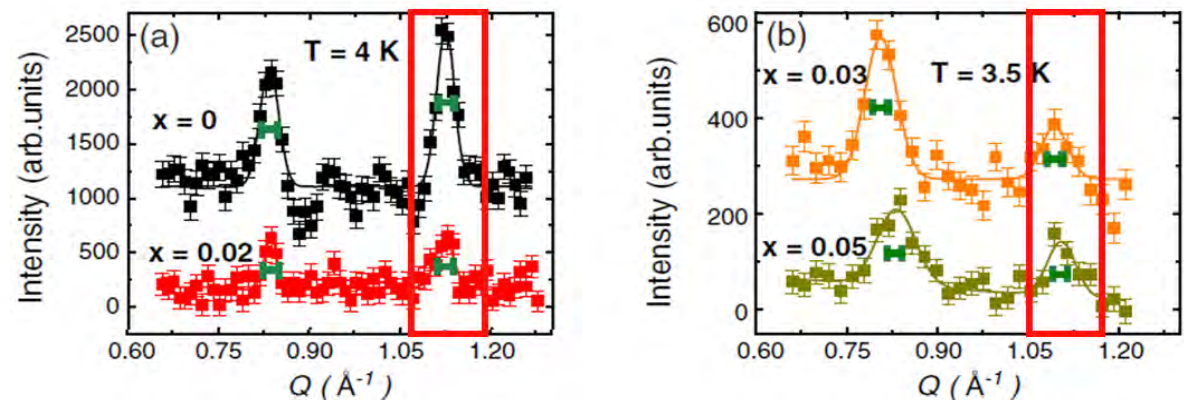 (a)
T = 4 K
x = 0
x = 0.02
2500
2000
1500
1000
500
0
Intensity (arb.units)
0.60 0.75 0.90 1.05 1.20
Q ( Å⁻¹ )
(b)
x = 0.03
T = 3.5 K
x = 0.05
600
400
200
0
Intensity (arb.units)
0.60 0.75 0.90 1.05 1.20
Q ( Å⁻¹ )